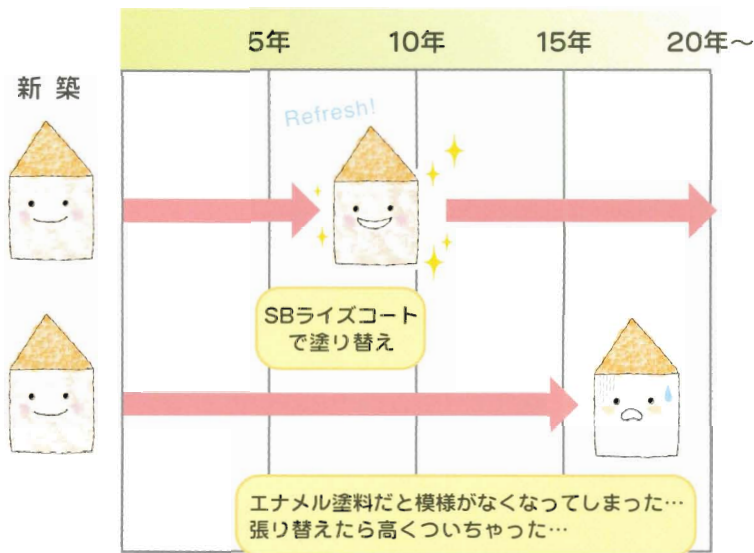 5年 10年 15年 20年～
新築
Refresh!
SBライズコート
で塗り替え
エナメル塗料だと模様がなくなってしまった…
張り替えたら高くついちゃった…